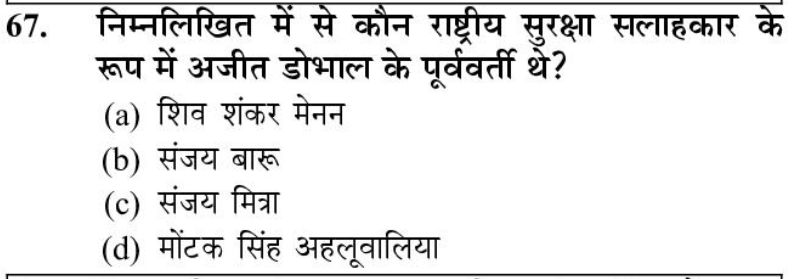 67. निम्नलिखित में से कौन राष्ट्रीय सुरक्षा सलाहकार के
रूप में अजीत डोभाल के पूर्ववर्ती थे?
(a) शिव शंकर मेनन
(b) संजय बारू
(c) संजय मित्रा
(d) मोंटक सिंह अहलूवालिया